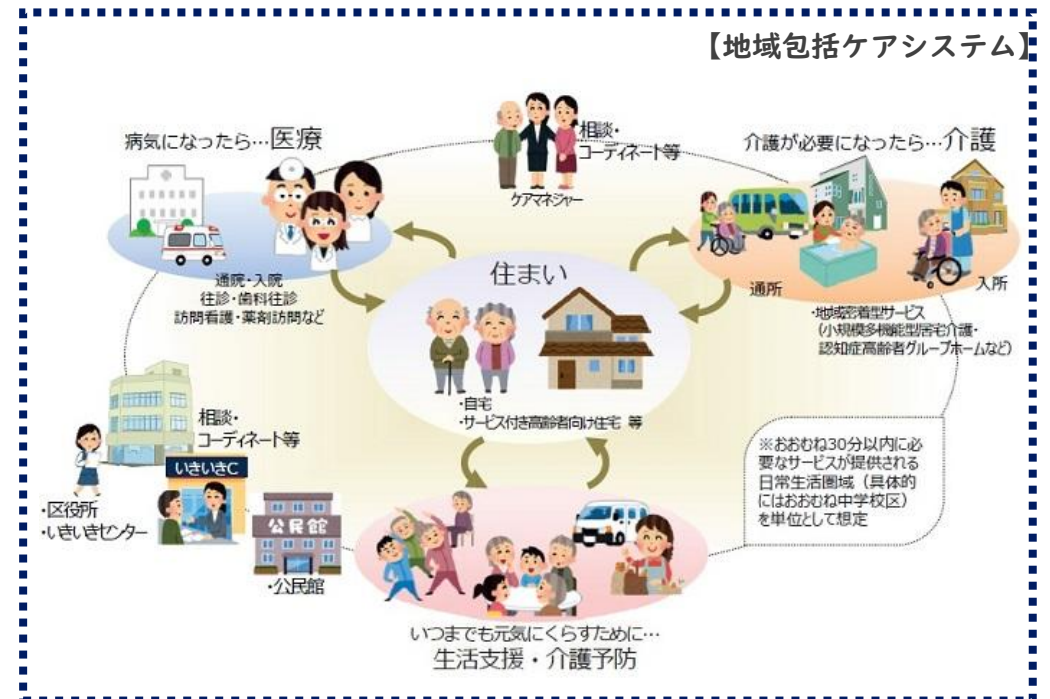 【地域包括ケアシステム】
病気になったら…医療
通院・入院
往診・歯科往診
訪問看護・薬剤訪問など
相談・
コーディネート等
ケアマネジャー
介護が必要になったら…介護
通所
入所
・地域密着型サービス
(小規模多機能型居宅介護・
認知症高齢者グループホームなど)
住まい
・自宅
・サービス付き高齢者向け住宅 等
相談・
コーディネート等
いきいきC
・区役所
・いきいきセンター
公民館
・公民館
※おおむね30分以内に必
要なサービスが提供される
日常生活圏域（具体的
にはおおむね中学校区）
を単位として想定
いつまでも元気にくらすために…
生活支援・介護予防